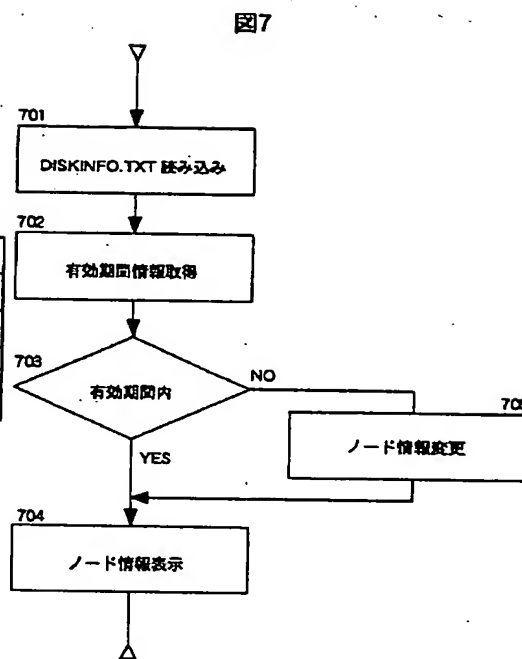 図7
701
DISKINFO.TXT 読み込み
702
有効期間情報取得
703
有効期間内
NO
YES
705
ノード情報変更
704
ノード情報表示